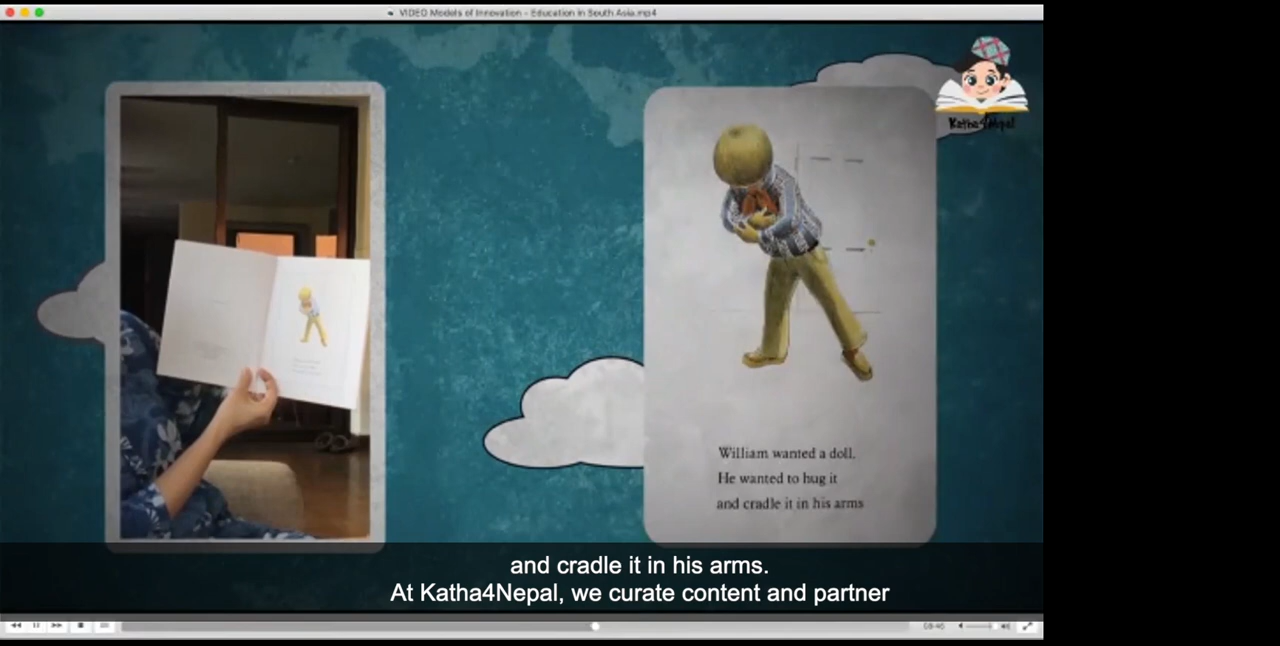 VIDEO Models of Innovation - Education in South Asia.mp4
Katha4Nepal
William wanted a doll.
He wanted to hug it
and cradle it in his arms
and cradle it in his arms.
At Katha4Nepal, we curate content and partner